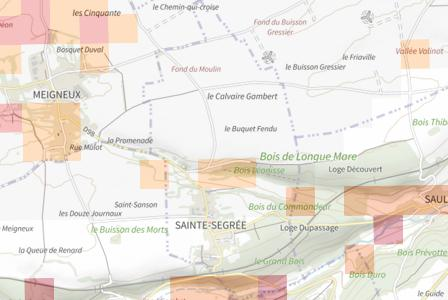 les Cinquante
le Chemin-qui-croise
Fond du Buisson
Gressier
Bosquet Duval
Vallée Valinot
le Friaville
le Buisson Gressier
Fond du Moulin
MEIGNEUX
le Calvaire Gambert
Bois Thib
D98
la Promenade
le Buquet Fendu
Rue Mulot
Bois de Longue Mare
Loge Découvert
Saint-Sanson
les Douze Journaux
Bois du Commandeur
SAUL
Meigneux
le Buisson des Morts
SAINTE-SEGRÉE
Loge Dupassage
la Queue de Renard
le Grand Bois
Bois Prévote
Bois Duro
le Guide